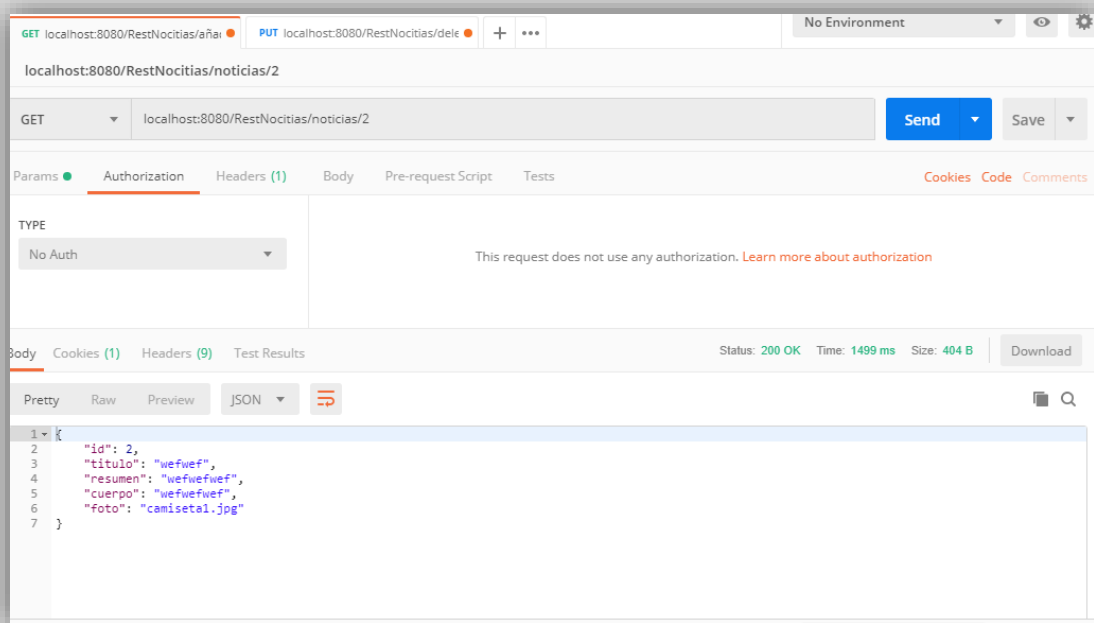 GET localhost:8080/RestNocitias/añac PUT localhost:8080/RestNocitias/dele + ••• No Environment
localhost:8080/RestNocitias/noticias/2
GET localhost:8080/RestNocitias/noticias/2 Send Save
Params Authorization Headers (1) Body Pre-request Script Tests Cookies Code Comments
TYPE
No Auth This request does not use any authorization. Learn more about authorization
Body Cookies (1) Headers (9) Test Results Status: 200 OK Time: 1499 ms Size: 404 B Download
Pretty Raw Preview JSON
1 {
2 "id": 2,
3 "titulo": "wefwef",
4 "resumen": "wefwefwef",
5 "cuerpo": "wefwefwef",
6 "foto": "camiseta1.jpg"
7 }